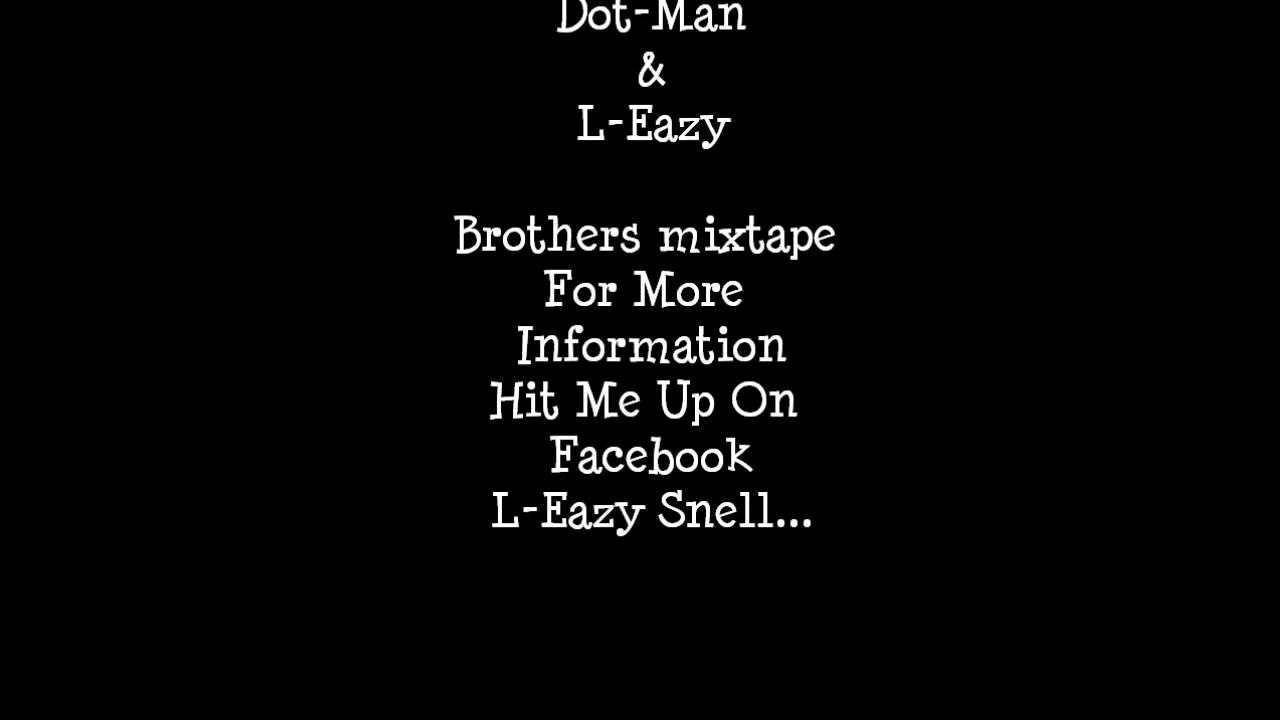 Dot-Man
&
L-Eazy
Brothers mixtape
For More
Information
Hit Me Up On
Facebook
L-Eazy Snell...